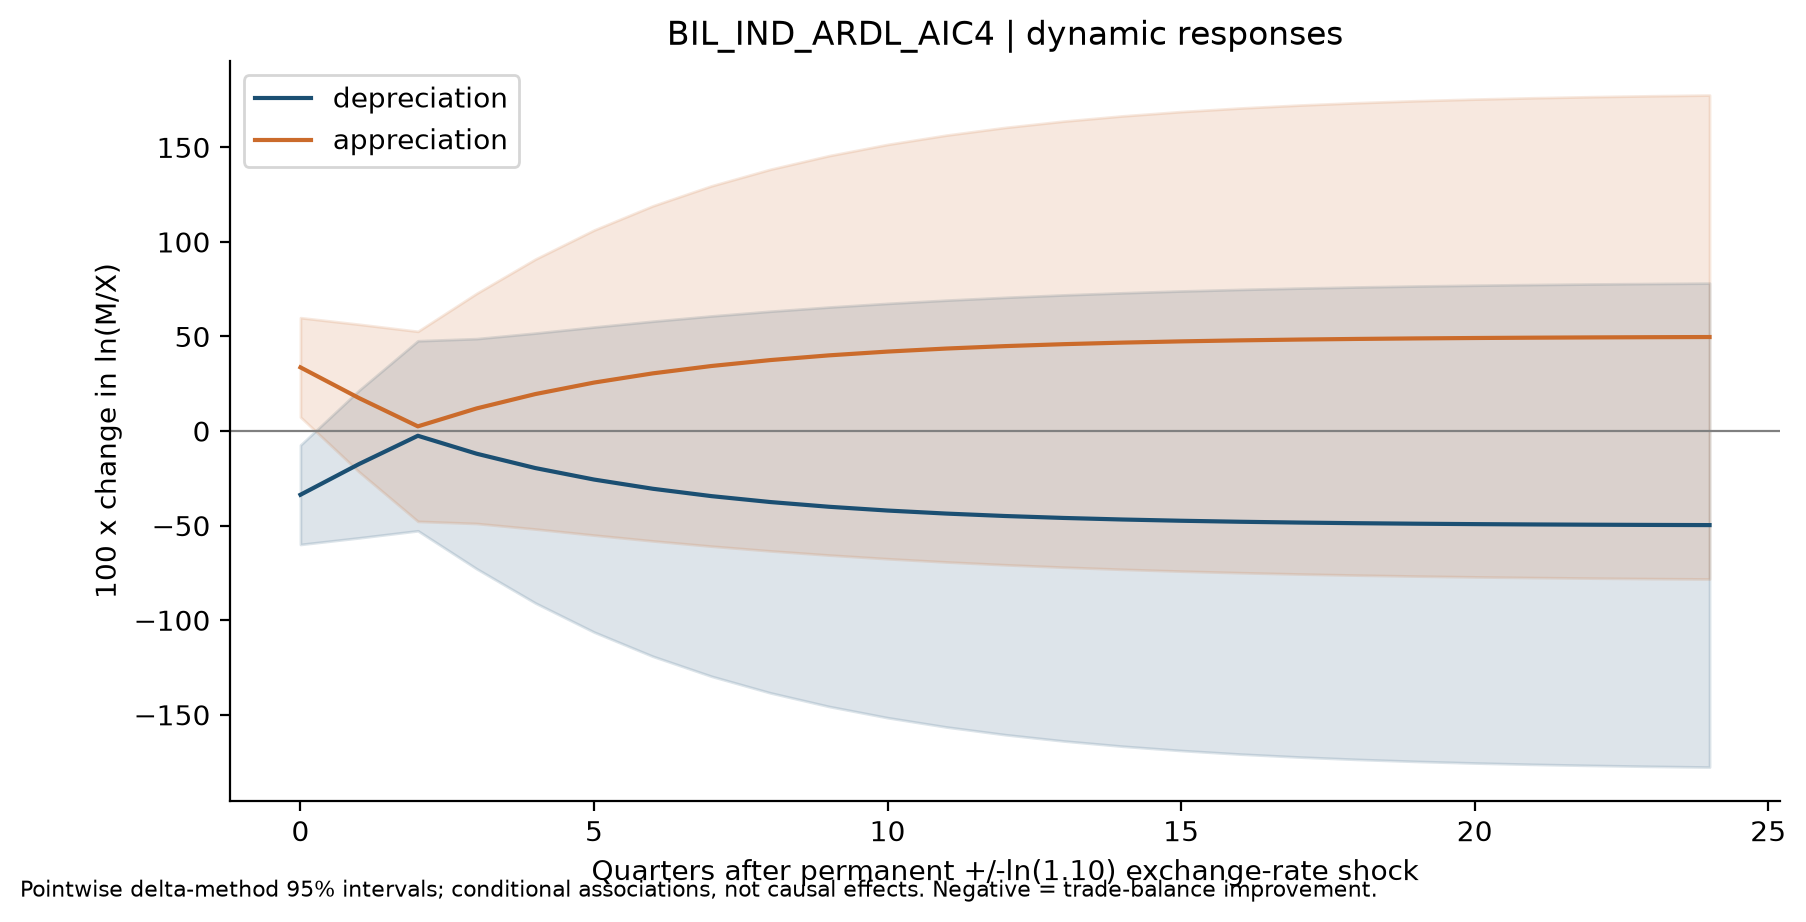 BIL_IND_ARDL_AIC4 | dynamic responses
depreciation
appreciation
100 x change in ln(M/X)
150
100
50
0
−50
−100
−150
0 5 10 15 20 25
Quarters after permanent +/-ln(1.10) exchange-rate shock
Pointwise delta-method 95% intervals; conditional associations, not causal effects. Negative = trade-balance improvement.